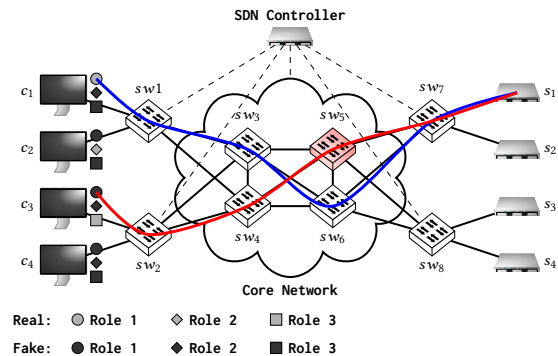 SDN Controller
c1
sw1
sw3
sw5
sw7
s1
c2
s2
c3
s3
sw2
sw4
sw6
sw8
c4
s4
Core Network
Real: Role 1 Role 2 Role 3
Fake: Role 1 Role 2 Role 3